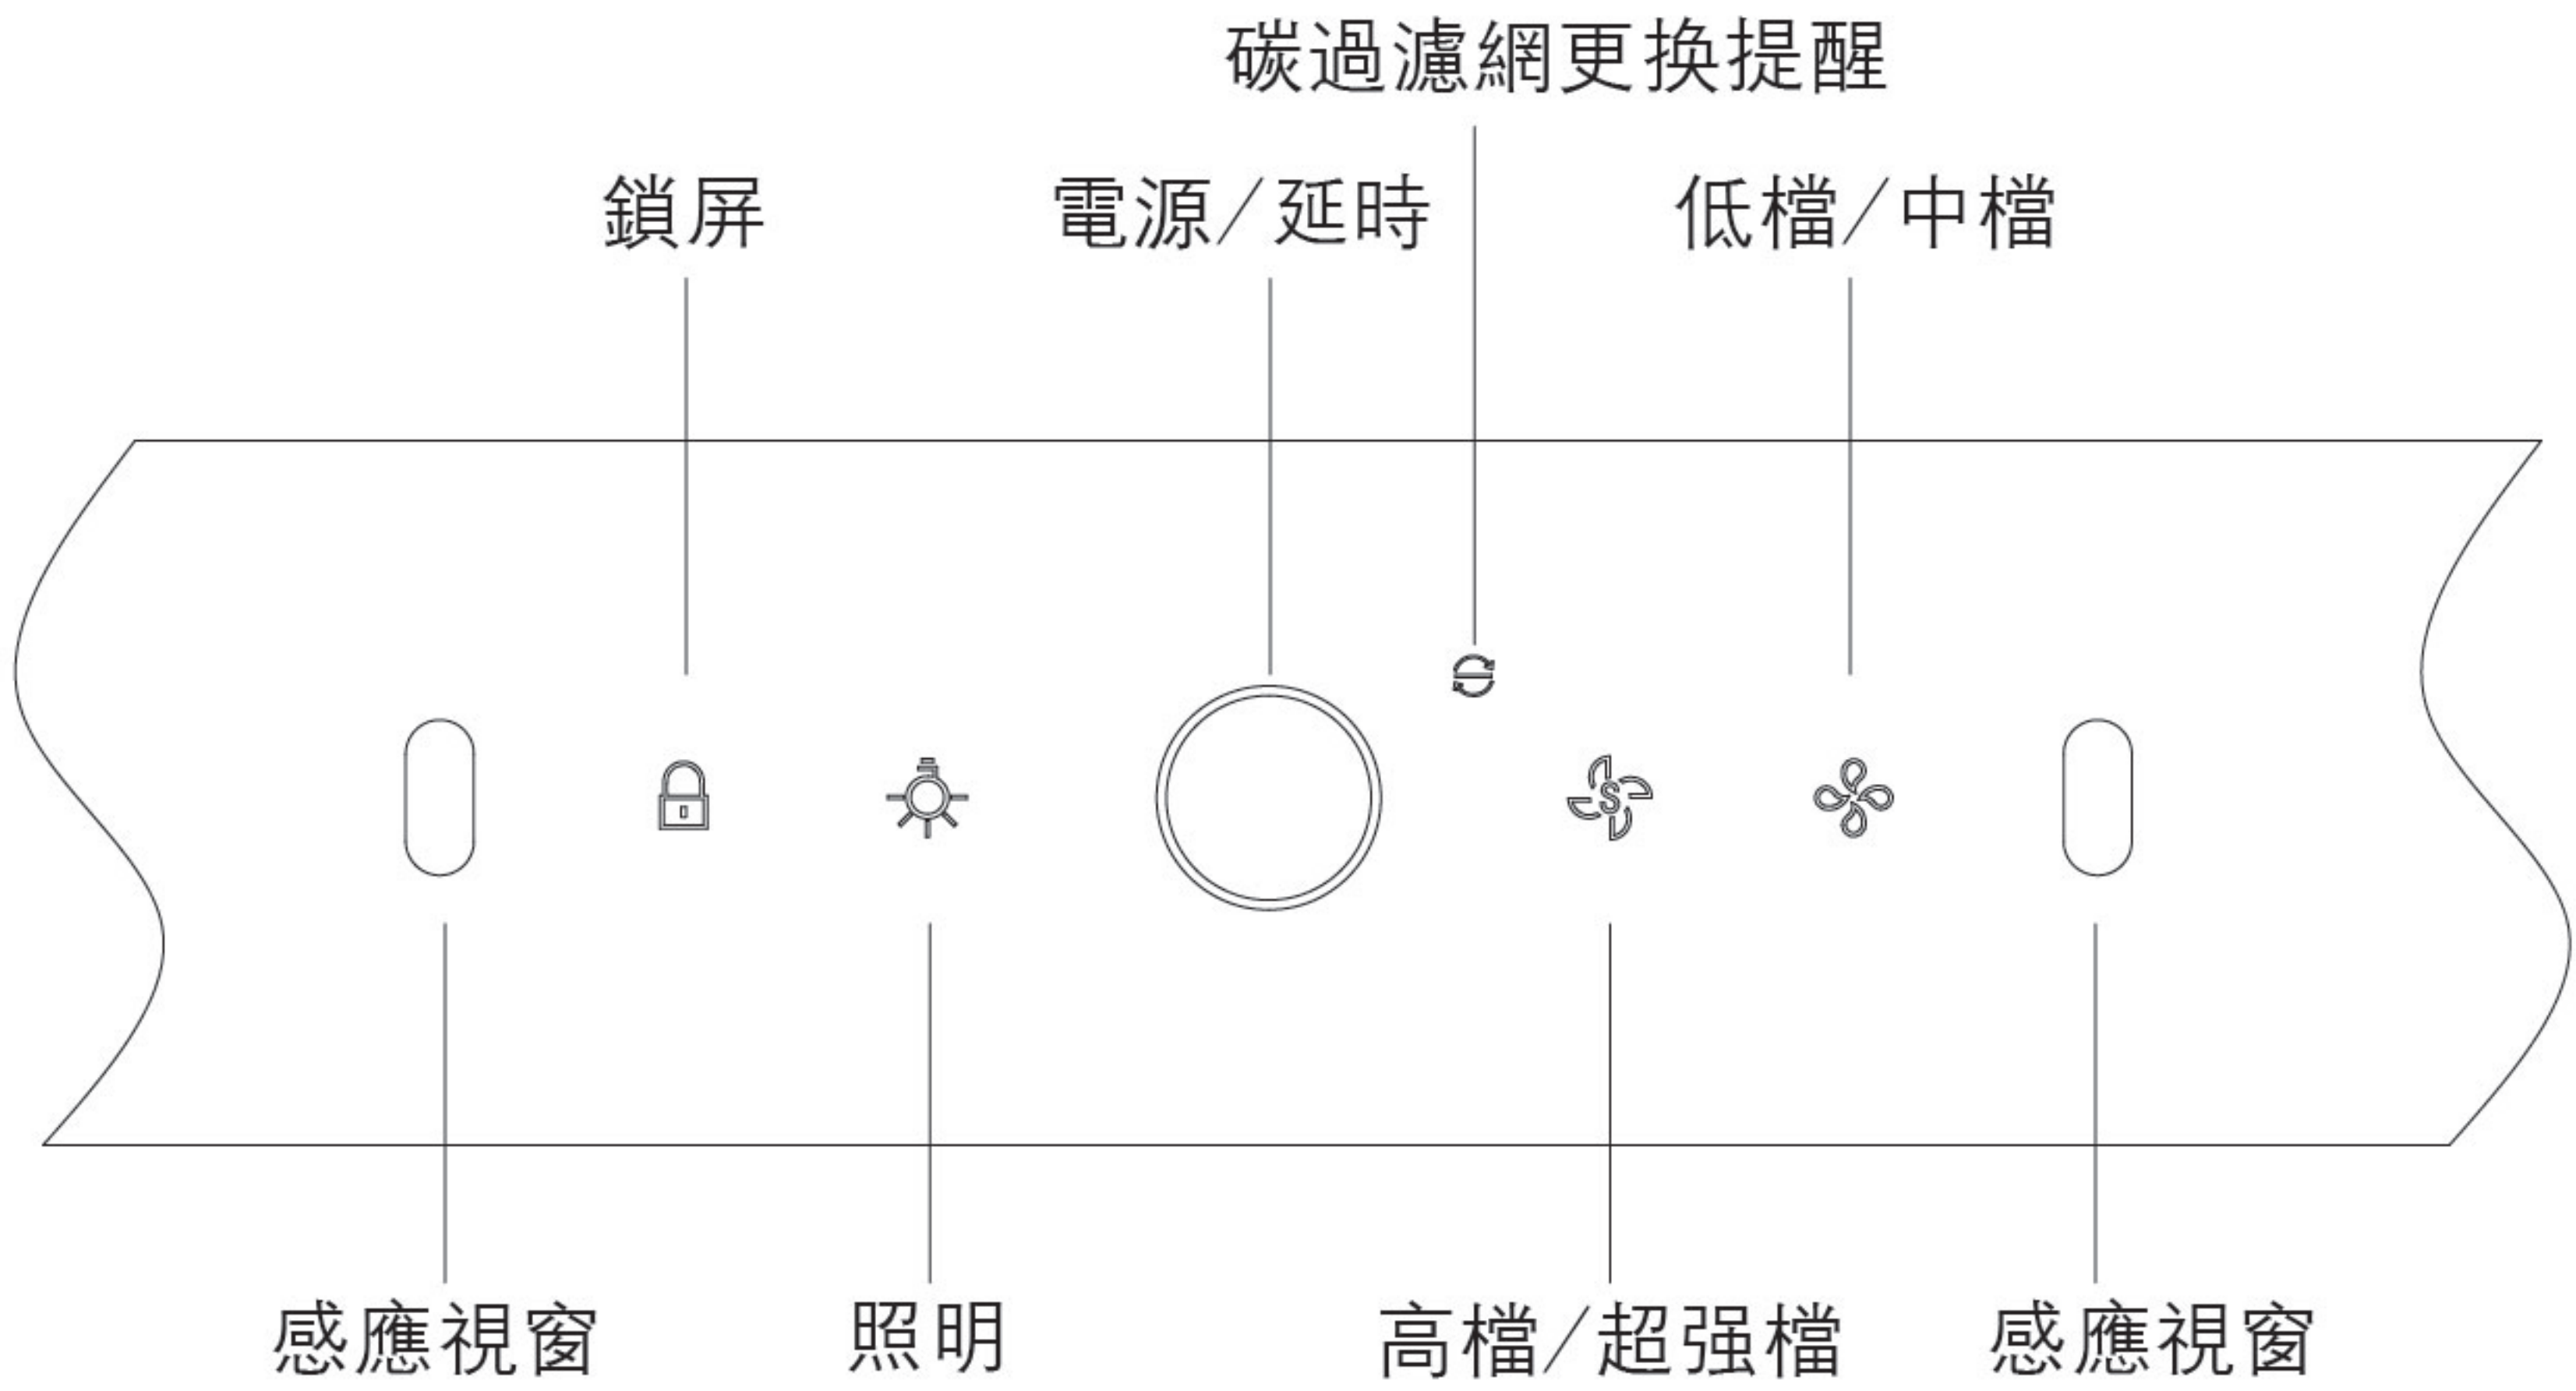 碳過濾網更换提醒
鎖屏
電源/延時
低檔/中檔
S
感應視窗
照明
高檔/超强檔
感應視窗